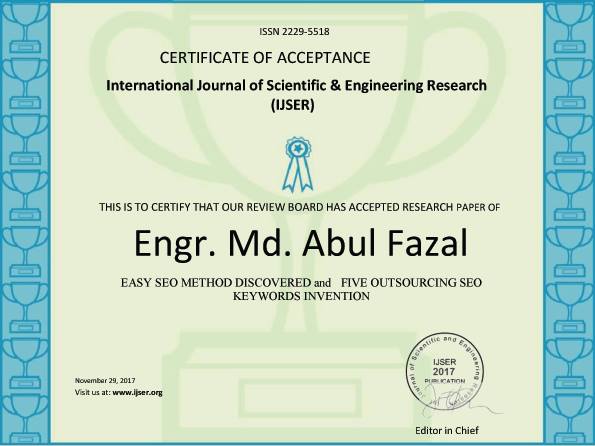 ISSN 2229-5518
CERTIFICATE OF ACCEPTANCE
International Journal of Scientific & Engineering Research
(IJSER)
THIS IS TO CERTIFY THAT OUR REVIEW BOARD HAS ACCEPTED RESEARCH PAPER OF
Engr. Md. Abul Fazal
EASY SEO METHOD DISCOVERED and FIVE OUTSOURCING SEO
KEYWORDS INVENTION
Journal of Scientific and Engineering Research
IJSER
2017
PUBLICATION
November 29, 2017
Visit us at: www.ijser.org
Editor in Chief